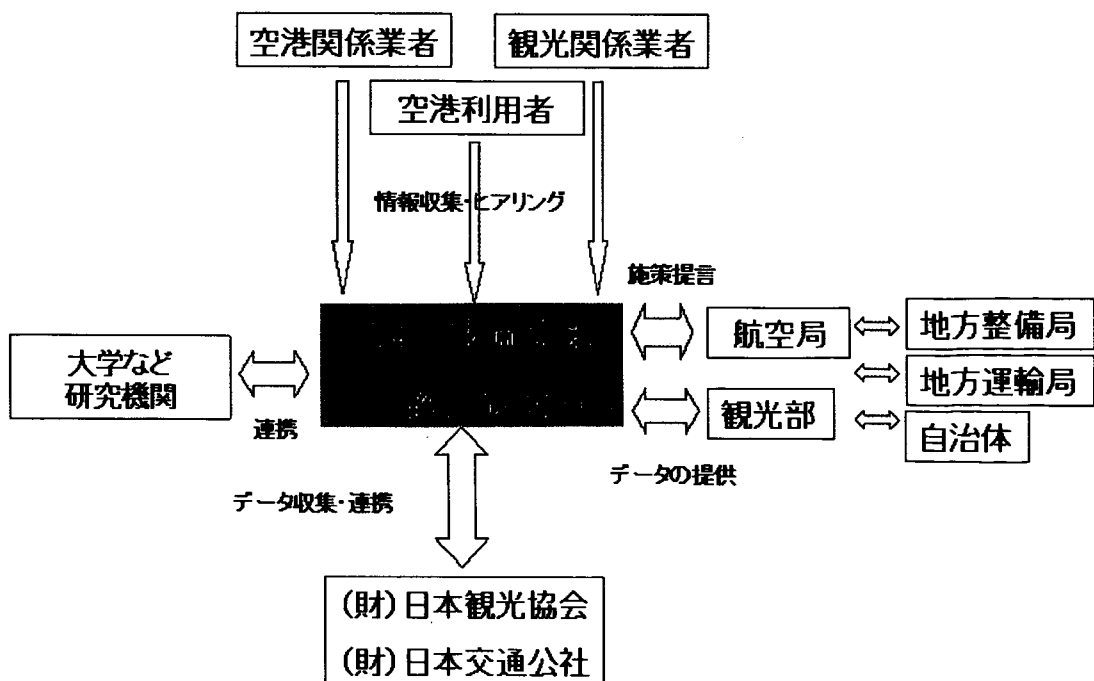 空港関係業者
観光関係業者
空港利用者
情報収集・ヒアリング
施策提言
航空局
地方整備局
大学など
研究機関
地方運輸局
連携
観光部
自治体
データの提供
データ収集・連携
(財)日本観光協会
(財)日本交通公社